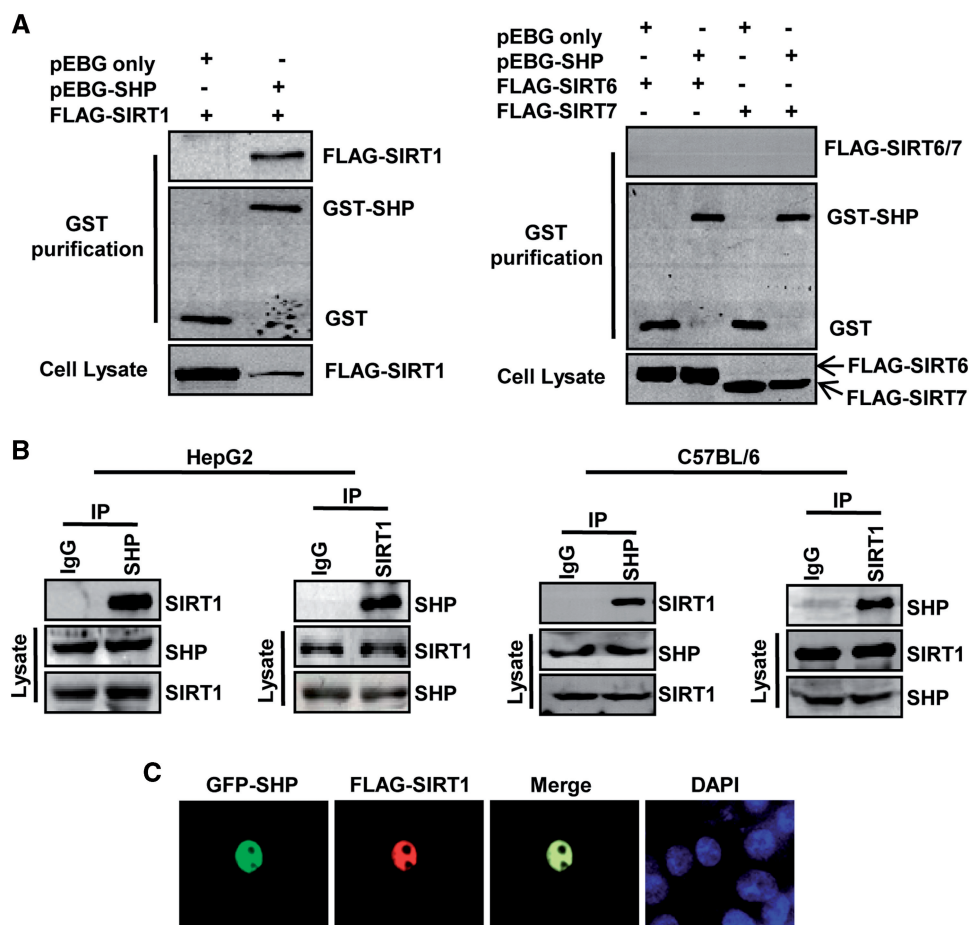 A
pEBG only + -
pEBG-SHP - +
FLAG-SIRT1 + +
GST purification
FLAG-SIRT1
GST-SHP
GST
Cell Lysate
FLAG-SIRT1
pEBG only + - + -
pEBG-SHP - + - +
FLAG-SIRT6 + + - -
FLAG-SIRT7 - - + +
GST purification
FLAG-SIRT6/7
GST-SHP
GST
Cell Lysate
FLAG-SIRT6
FLAG-SIRT7
B
HepG2
IP
IgG SHP
SIRT1
Lysate
SHP
SIRT1
IP
IgG SIRT1
SHP
Lysate
SIRT1
SHP
C57BL/6
IP
IgG SHP
SIRT1
Lysate
SHP
SIRT1
IP
IgG SIRT1
SHP
Lysate
SIRT1
SHP
C
GFP-SHP FLAG-SIRT1 Merge DAPI